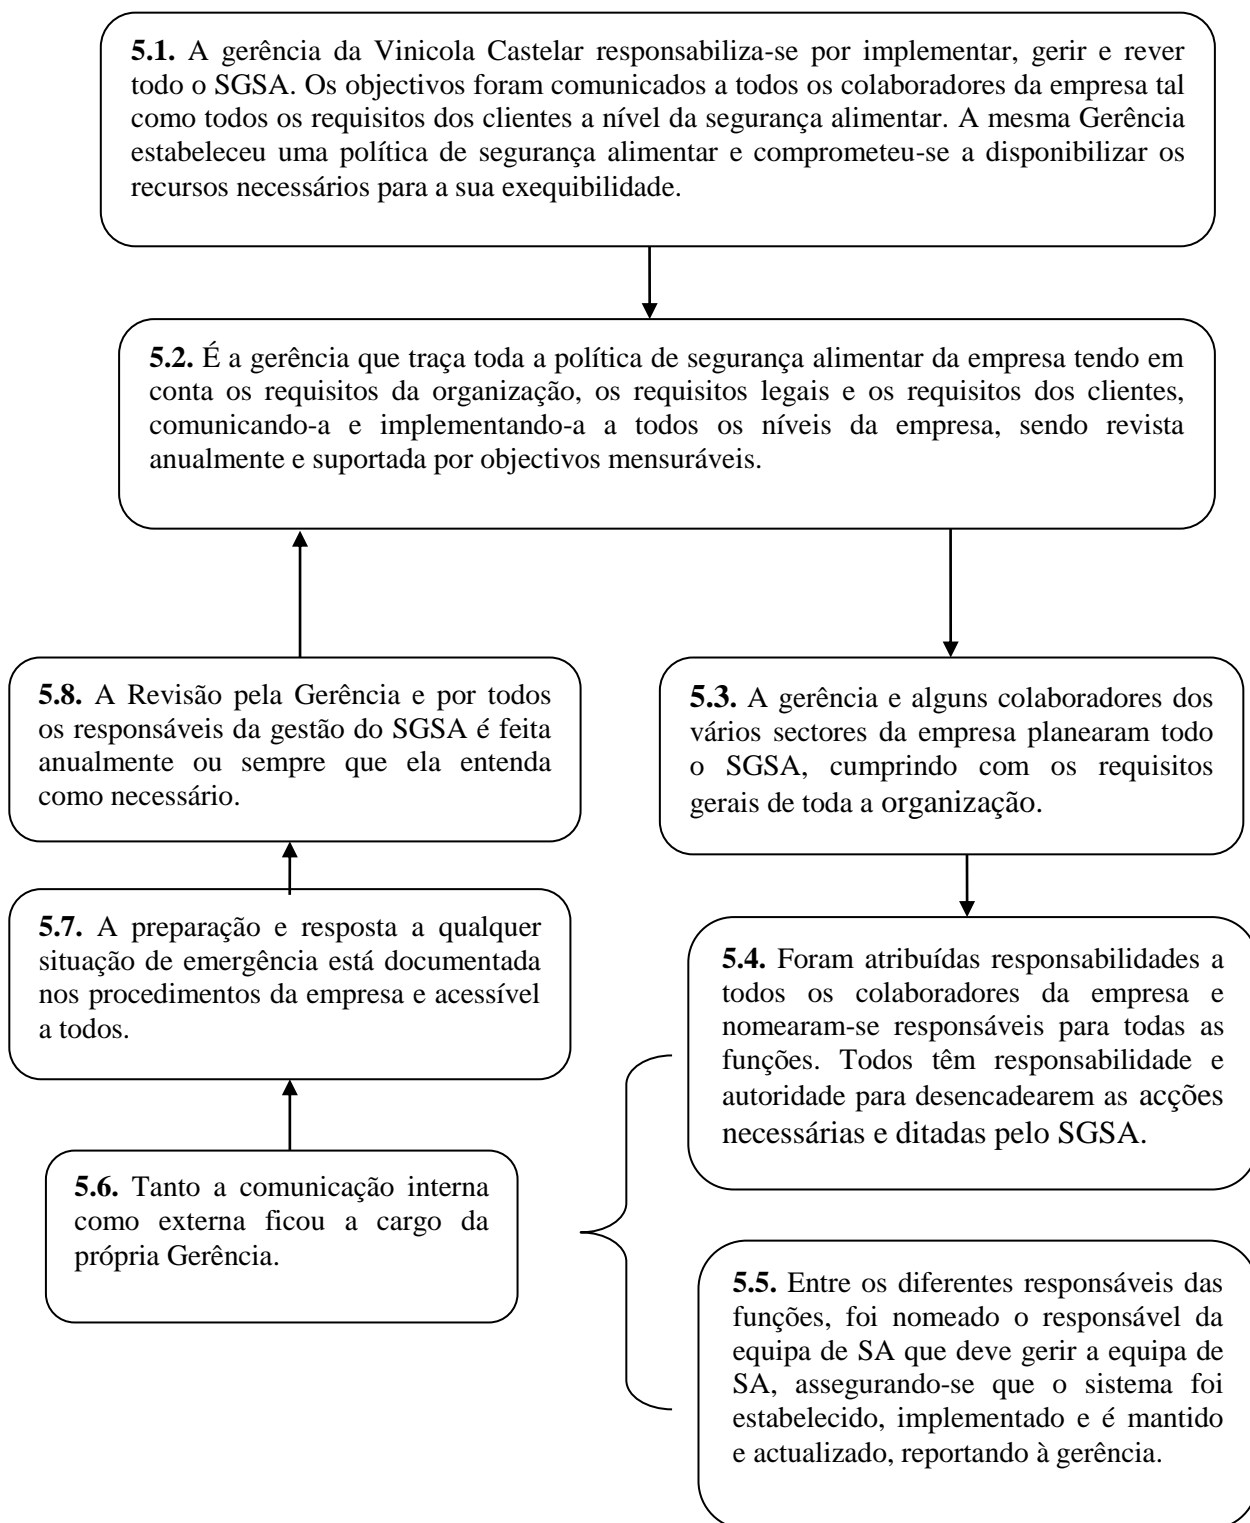 5.1. A gerência da Vinicola Castelar responsabiliza-se por implementar, gerir e rever
todo o SGSA. Os objectivos foram comunicados a todos os colaboradores da empresa tal
como todos os requisitos dos clientes a nível da segurança alimentar. A mesma Gerência
estabeleceu uma política de segurança alimentar e comprometeu-se a disponibilizar os
recursos necessários para a sua exequibilidade.
5.2. É a gerência que traça toda a política de segurança alimentar da empresa tendo em
conta os requisitos da organização, os requisitos legais e os requisitos dos clientes,
comunicando-a e implementando-a a todos os níveis da empresa, sendo revista
anualmente e suportada por objectivos mensuráveis.
5.3. A gerência e alguns colaboradores dos
vários sectores da empresa planearam todo
o SGSA, cumprindo com os requisitos
gerais de toda a organização.
5.4. Foram atribuídas responsabilidades a
todos os colaboradores da empresa e
nomearam-se responsáveis para todas as
funções. Todos têm responsabilidade e
autoridade para desencadearem as acções
necessárias e ditadas pelo SGSA.
5.5. Entre os diferentes responsáveis das
funções, foi nomeado o responsável da
equipa de SA que deve gerir a equipa de
SA, assegurando-se que o sistema foi
estabelecido, implementado e é mantido
e actualizado, reportando à gerência.
5.6. Tanto a comunicação interna
como externa ficou a cargo da
própria Gerência.
5.7. A preparação e resposta a qualquer
situação de emergência está documentada
nos procedimentos da empresa e acessível
a todos.
5.8. A Revisão pela Gerência e por todos
os responsáveis da gestão do SGSA é feita
anualmente ou sempre que ela entenda
como necessário.